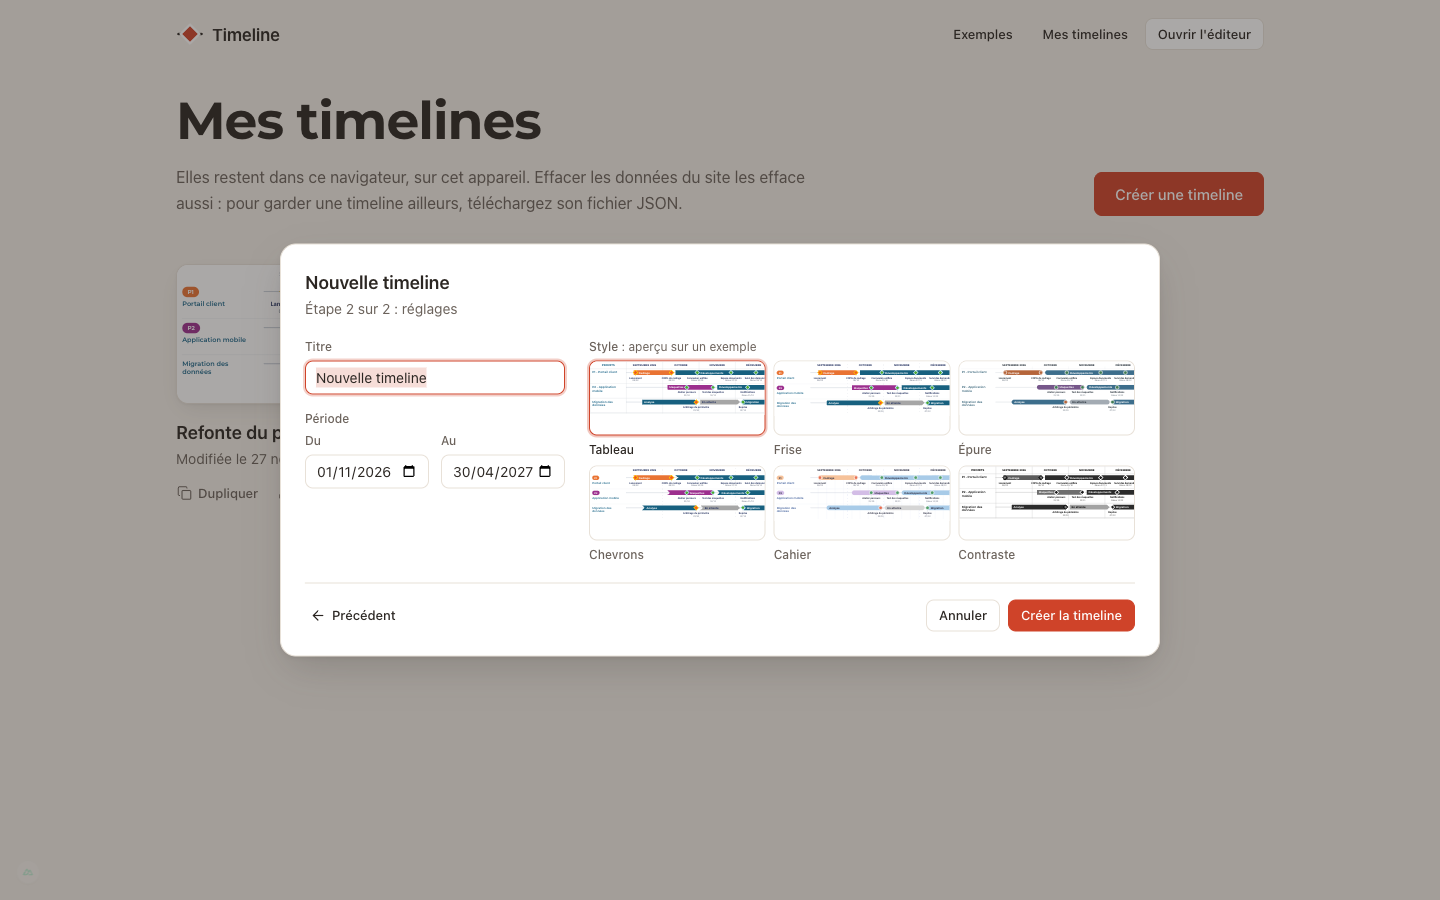 Timeline
Exemples
Mes timelines
Ouvrir l'éditeur
Mes timelines
Elles restent dans ce navigateur, sur cet appareil. Effacer les données du site les efface
aussi : pour garder une timeline ailleurs, téléchargez son fichier JSON.
Créer une timeline
P1
Portail client
P2
Application mobile
Migration des
données
Refonte du p
Modifiée le 27 n
Dupliquer
Nouvelle timeline
Étape 2 sur 2 : réglages
Titre
Nouvelle timeline
Période
Du
Au
01/11/2026
30/04/2027
Style : aperçu sur un exemple
Tableau
Frise
Épure
Chevrons
Cahier
Contraste
Précédent
Annuler
Créer la timeline